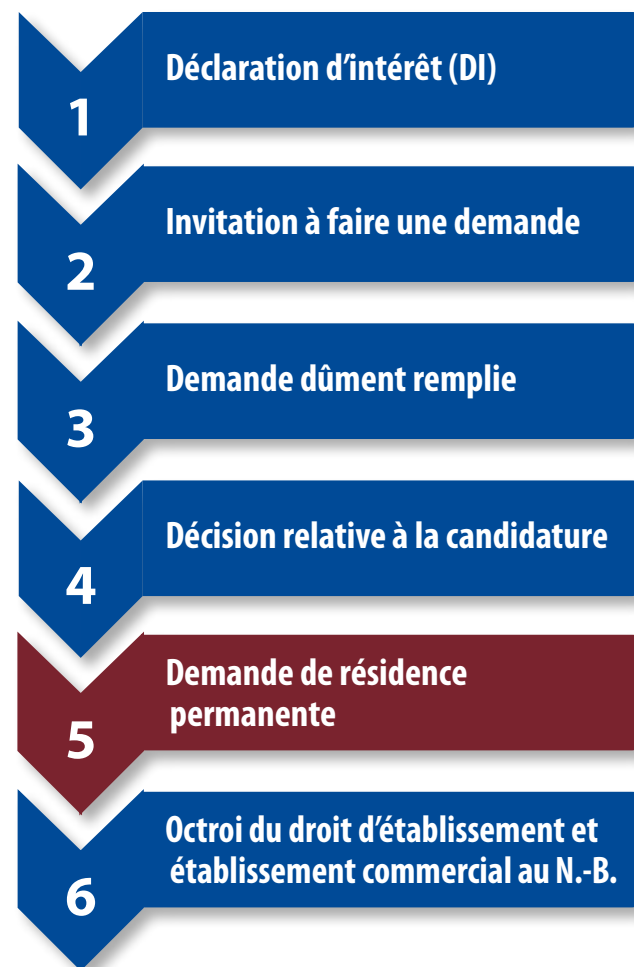 1
Déclaration d’intérêt (DI)
2
Invitation à faire une demande
3
Demande dûment remplie
4
Décision relative à la candidature
5
Demande de résidence
permanente
6
Octroi du droit d’établissement et
établissement commercial au N.-B.